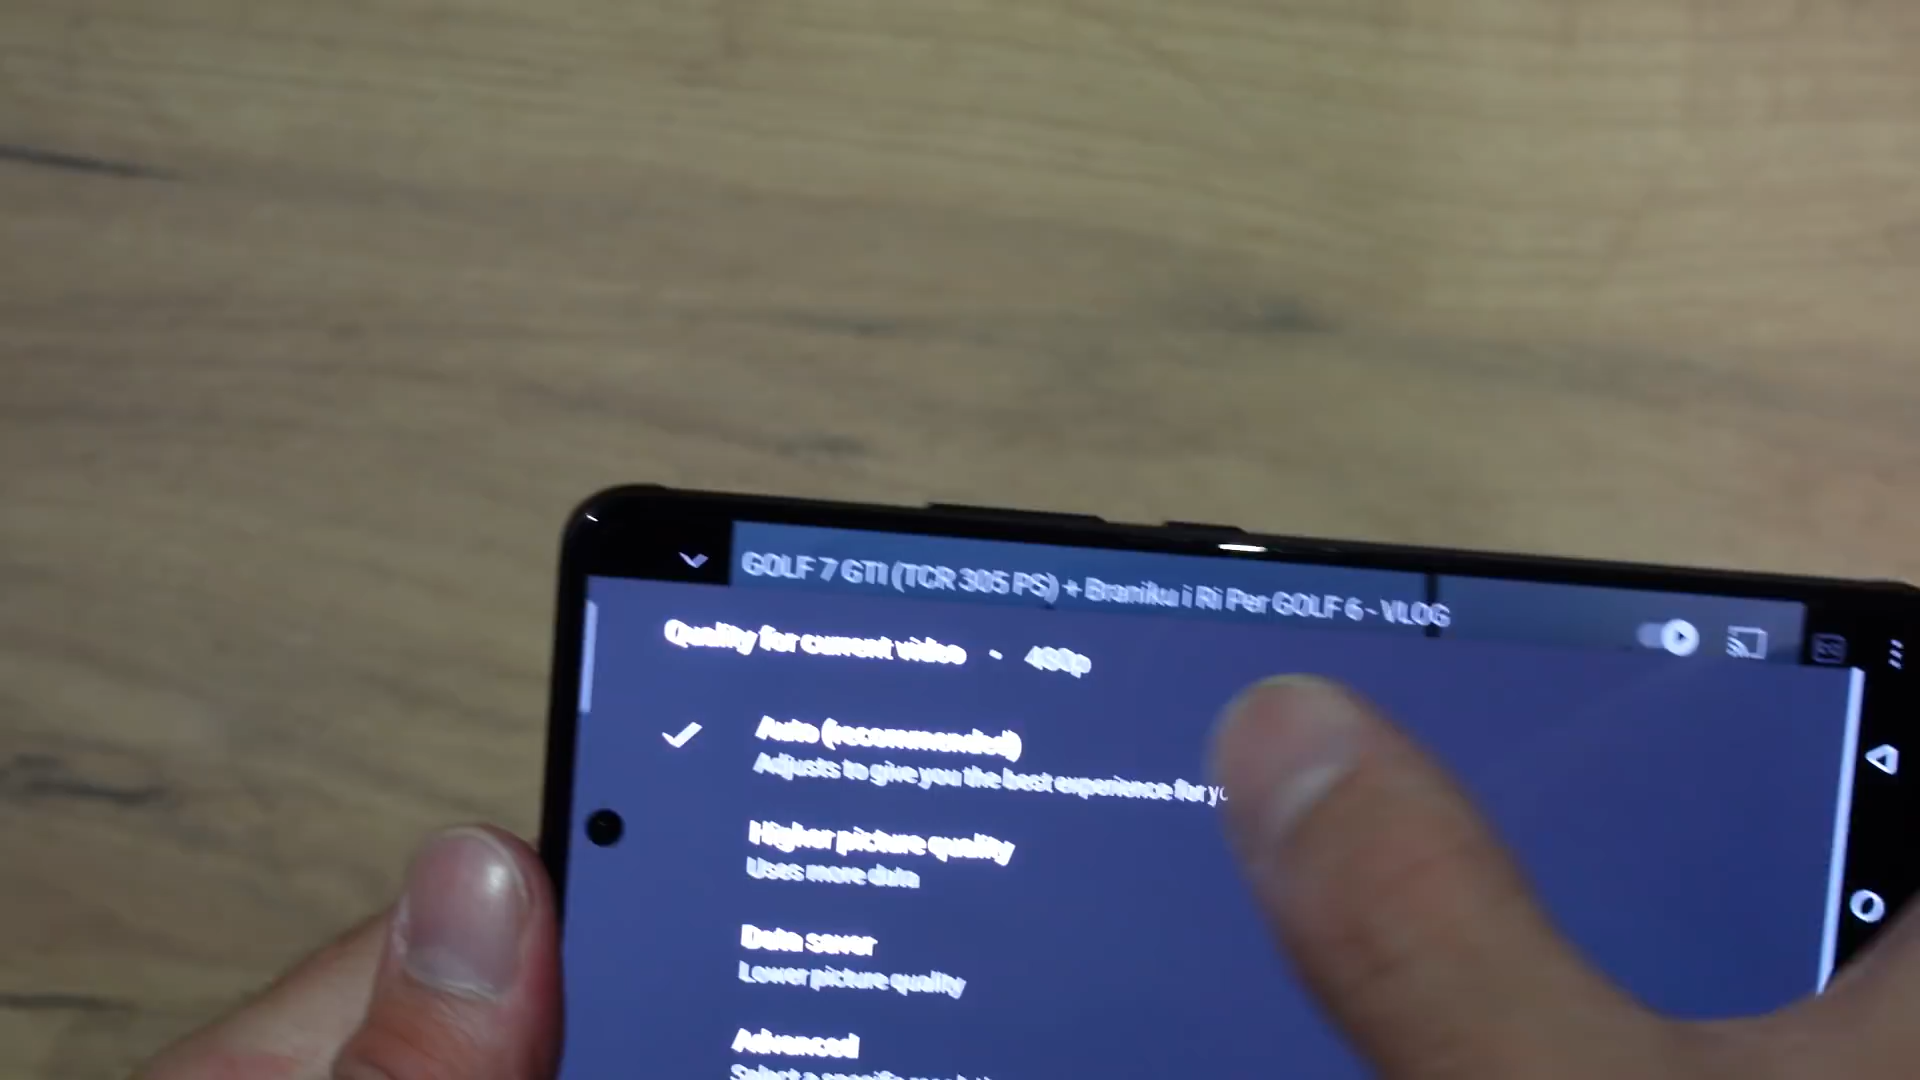 GOLF 7 GTI (TCR 305 PS) + Braniku i Ri Per GOLF 6 - VLOG
Quality for current video - 480p
Auto (recommended)
Adjusts to give you the best experience for
Higher picture quality
Uses more data
Data saver
Lower picture quality
Advanced
Select a specific